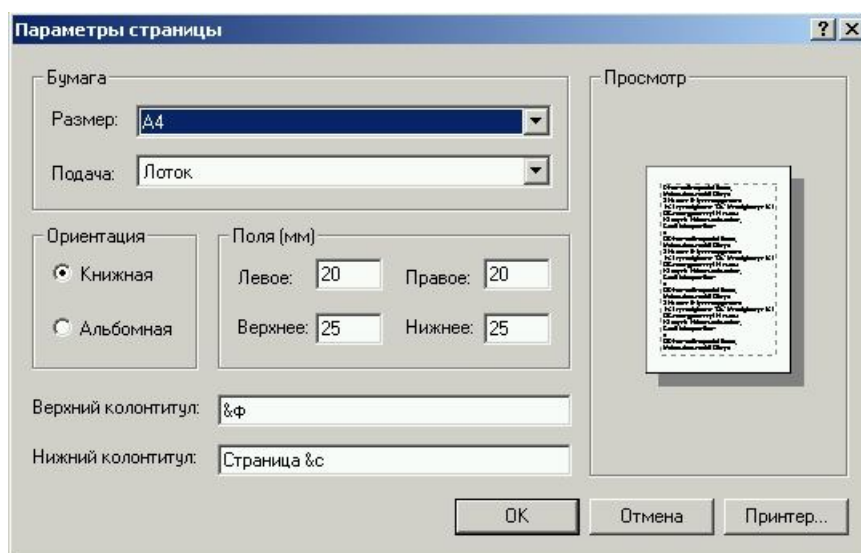 Параметры страницы
Бумага
Размер: A4
Подача: Лоток
Ориентация
Книжная
Альбомная
Поля (мм)
Левое: 20 Правое: 20
Верхнее: 25 Нижнее: 25
Верхний колонтитул: &ф
Нижний колонтитул: Страница &с
Просмотр
OK Отмена Принтер...